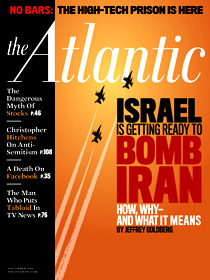 NO BARS: THE HIGH-TECH PRISON IS HERE
the Atlantic
The
Dangerous
Myth Of
Stocks P.46
Christopher
Hitchens
On Anti-
Semitism P.108
A Death On
Facebook P.35
The Man
Who Puts
Tabloid In
TV News P.76
ISRAEL
IS GETTING READY TO
BOMB
IRAN
HOW, WHY–
AND WHAT IT MEANS
BY JEFFREY GOLDBERG